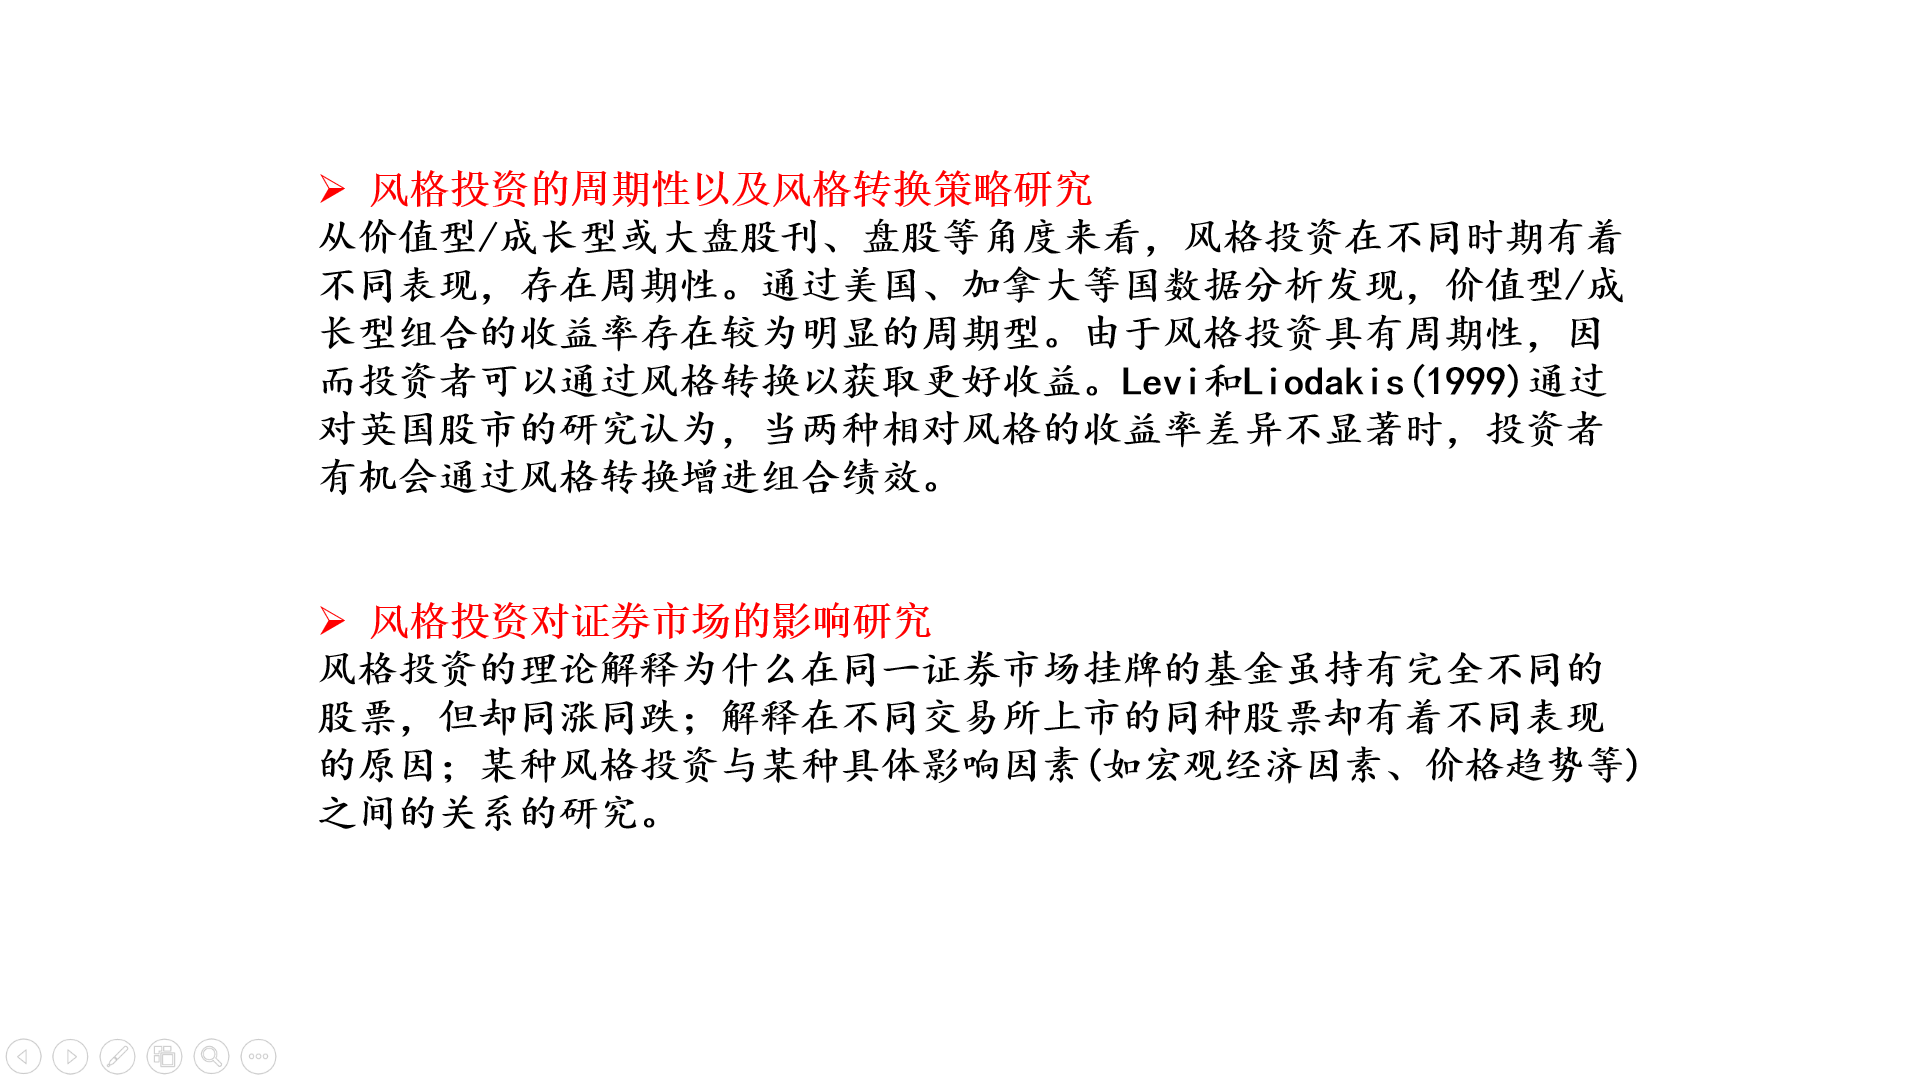 风格投资的周期性以及风格转换策略研究
从价值型/成长型或大盘股刊、盘股等角度来看，风格投资在不同时期有着
不同表现，存在周期性。通过美国、加拿大等国数据分析发现，价值型/成
长型组合的收益率存在较为明显的周期型。由于风格投资具有周期性，因
而投资者可以通过风格转换以获取更好收益。Levi和Liodakis(1999)通过
对英国股市的研究认为，当两种相对风格的收益率差异不显著时，投资者
有机会通过风格转换增进组合绩效。
风格投资对证券市场的影响研究
风格投资的理论解释为什么在同一证券市场挂牌的基金虽持有完全不同的
股票，但却同涨同跌；解释在不同交易所上市的同种股票却有着不同表现
的原因；某种风格投资与某种具体影响因素(如宏观经济因素、价格趋势等)
之间的关系的研究。